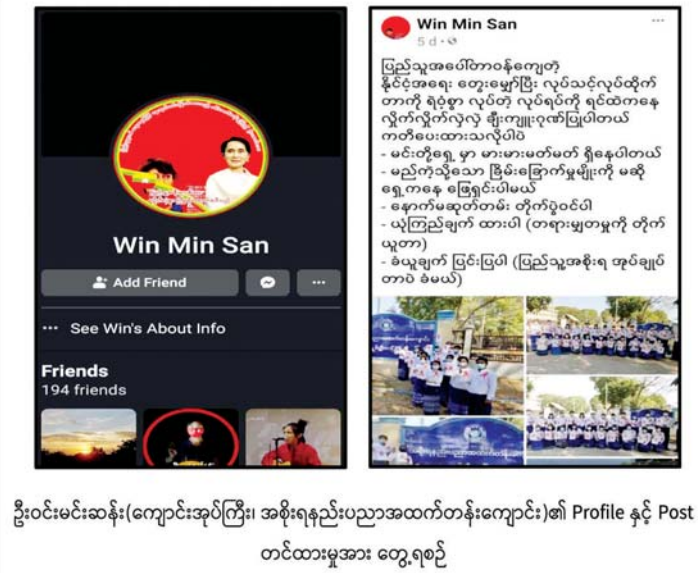 Win Min San
Add Friend
See Win's About Info
Friends
194 friends
Win Min San
5 d
ပြည်သူအပေါ်တာဝန်ကျေတဲ့
နိုင်ငံ့အရေး တွေးမျှော်ပြီး လုပ်သင့်လုပ်ထိုက်
တာကို ရဲဝံ့စွာ လုပ်တဲ့ လုပ်ရပ်ကို ရင်ထဲကနေ
လှိုက်လှိုက်လှဲလှဲ ချီးကျူးဂုဏ်ပြုပါတယ်
ကတိပေးထားသလိုပါပဲ
- မင်းတို့ရှေ့ မှာ မားမားမတ်မတ် ရှိနေပါတယ်
- မည်ကဲ့သို့သော ခြိမ်းခြောက်မှုမျိုးကို မဆို
ရှေ့ကနေ ဖြေရှင်းပါမယ်
- နောက်မဆုတ်တမ်း တိုက်ပွဲဝင်ပါ
- ယုံကြည်ချက် ထားပါ (တရားမျှတမှုကို တိုက်
ယူတာ)
- ခံယူချက် ပြင်းပြပါ (ပြည်သူ့အစိုးရ အုပ်ချုပ်
တာပဲ ခံမယ်)
ဦးဝင်းမင်းဆန်း(ကျောင်းအုပ်ကြီး၊ အစိုးရနည်းပညာအထက်တန်းကျောင်း)၏ Profile နှင့် Post
တင်ထားမှုအား တွေ့ရစဉ်